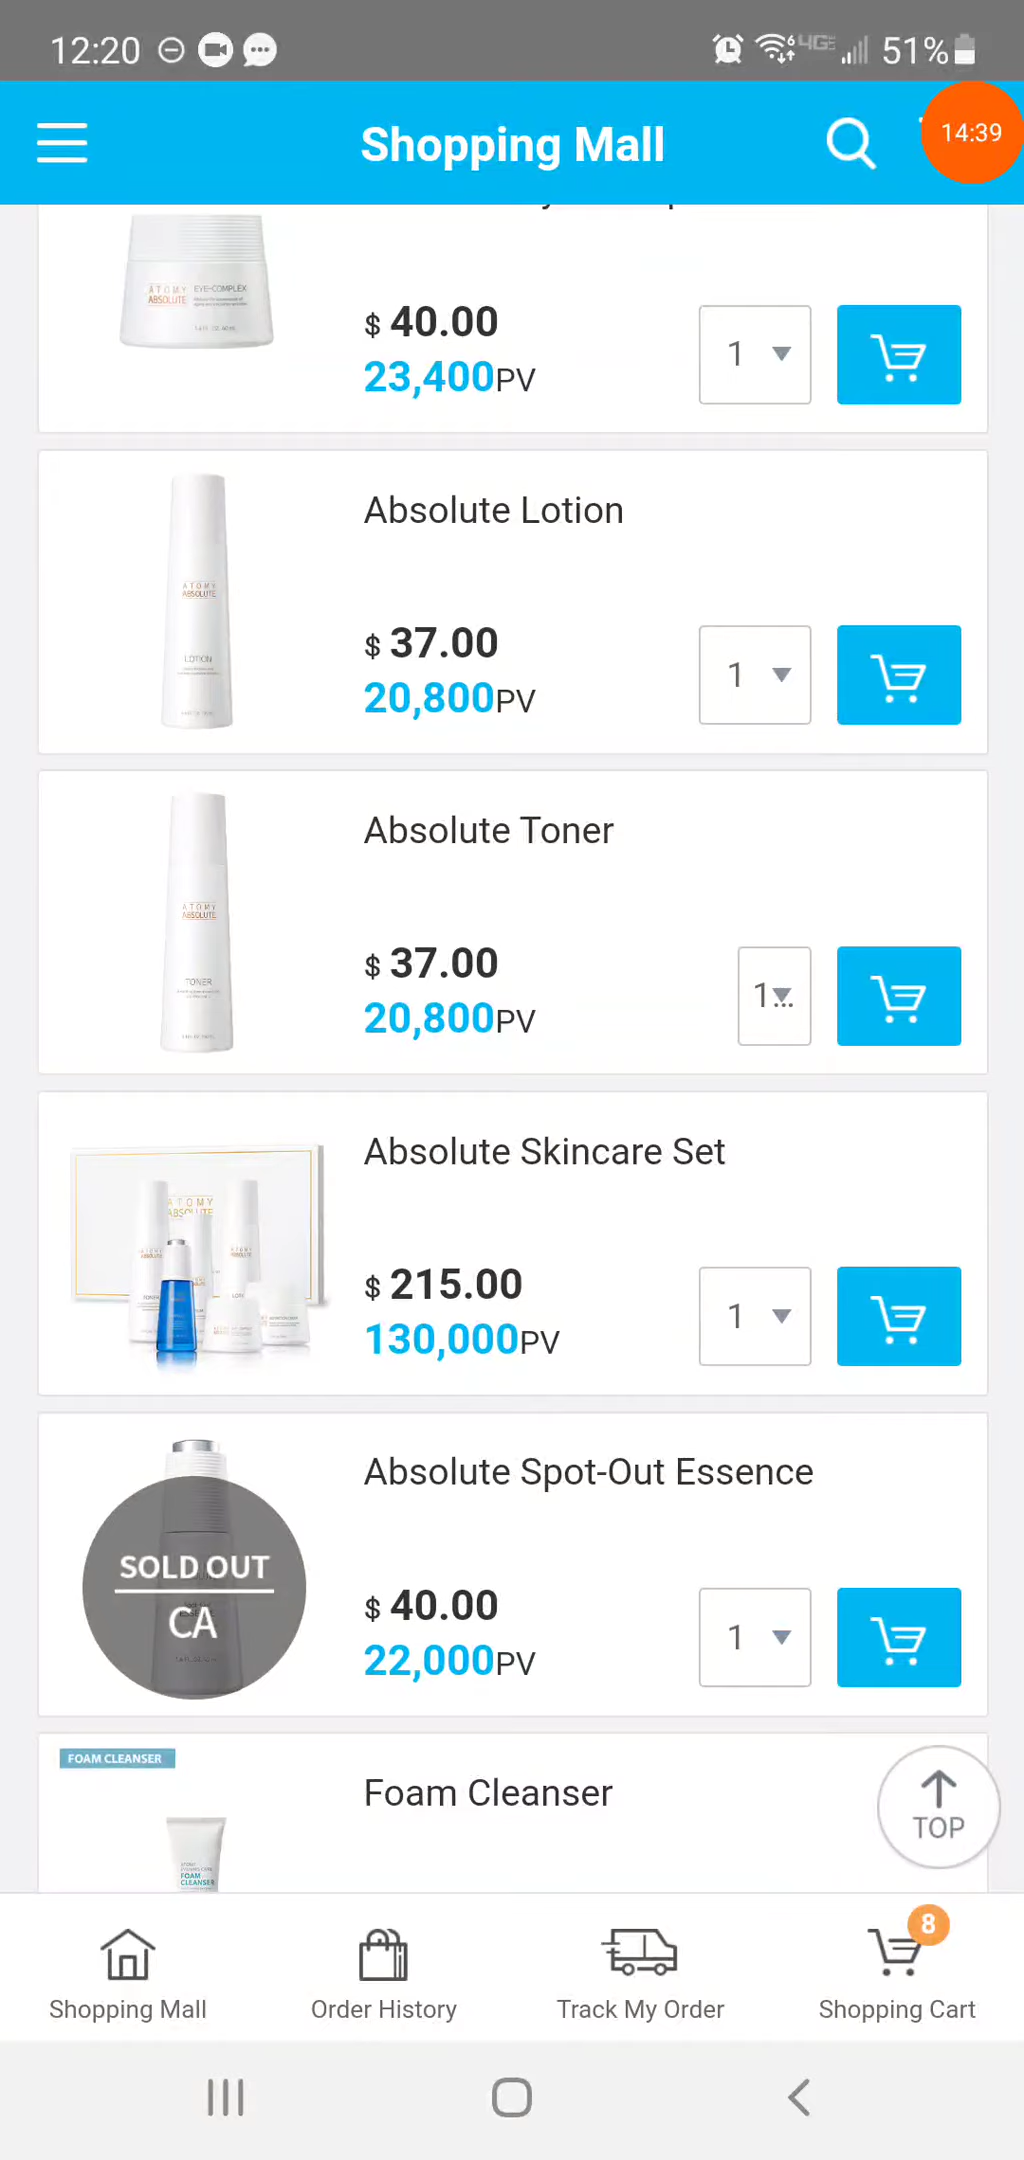 12:20
51%
Shopping Mall
14:39
ATOMY
ABSOLUTE
EYE-COMPLEX
$ 40.00
23,400PV
1
Absolute Lotion
ATOMY
ABSOLUTE
LOTION
$ 37.00
20,800PV
1
Absolute Toner
ATOMY
ABSOLUTE
TONER
$ 37.00
20,800PV
1...
Absolute Skincare Set
ATOMY
$ 215.00
130,000PV
1
Absolute Spot-Out Essence
SOLD OUT
CA
$ 40.00
22,000PV
1
FOAM CLEANSER
Foam Cleanser
FOAM
CLEANSER
TOP
8
Shopping Mall
Order History
Track My Order
Shopping Cart